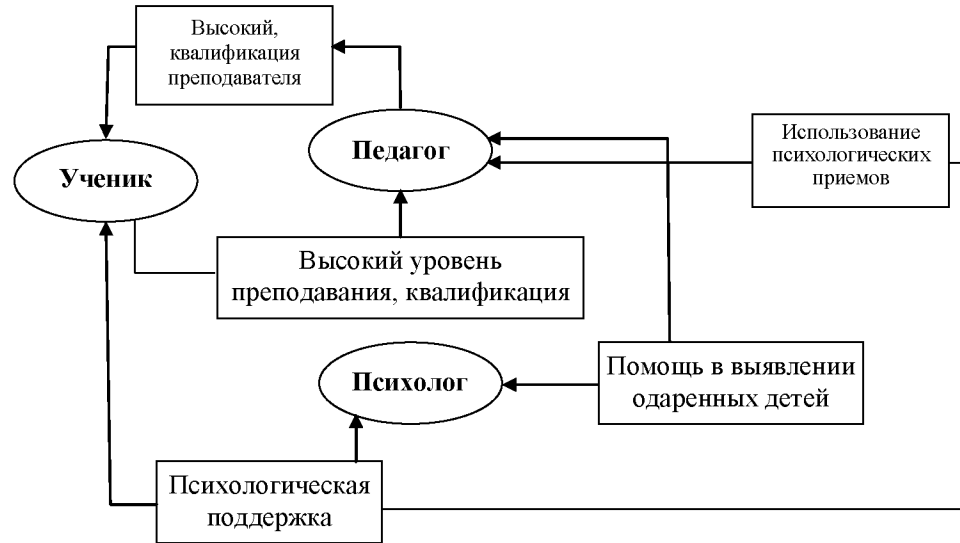 Высокий,
квалификация
преподавателя
Педагог
Использование
психологических
приемов
Ученик
Высокий уровень
преподавания, квалификация
Психолог
Помощь в выявлении
одаренных детей
Психологическая
поддержка